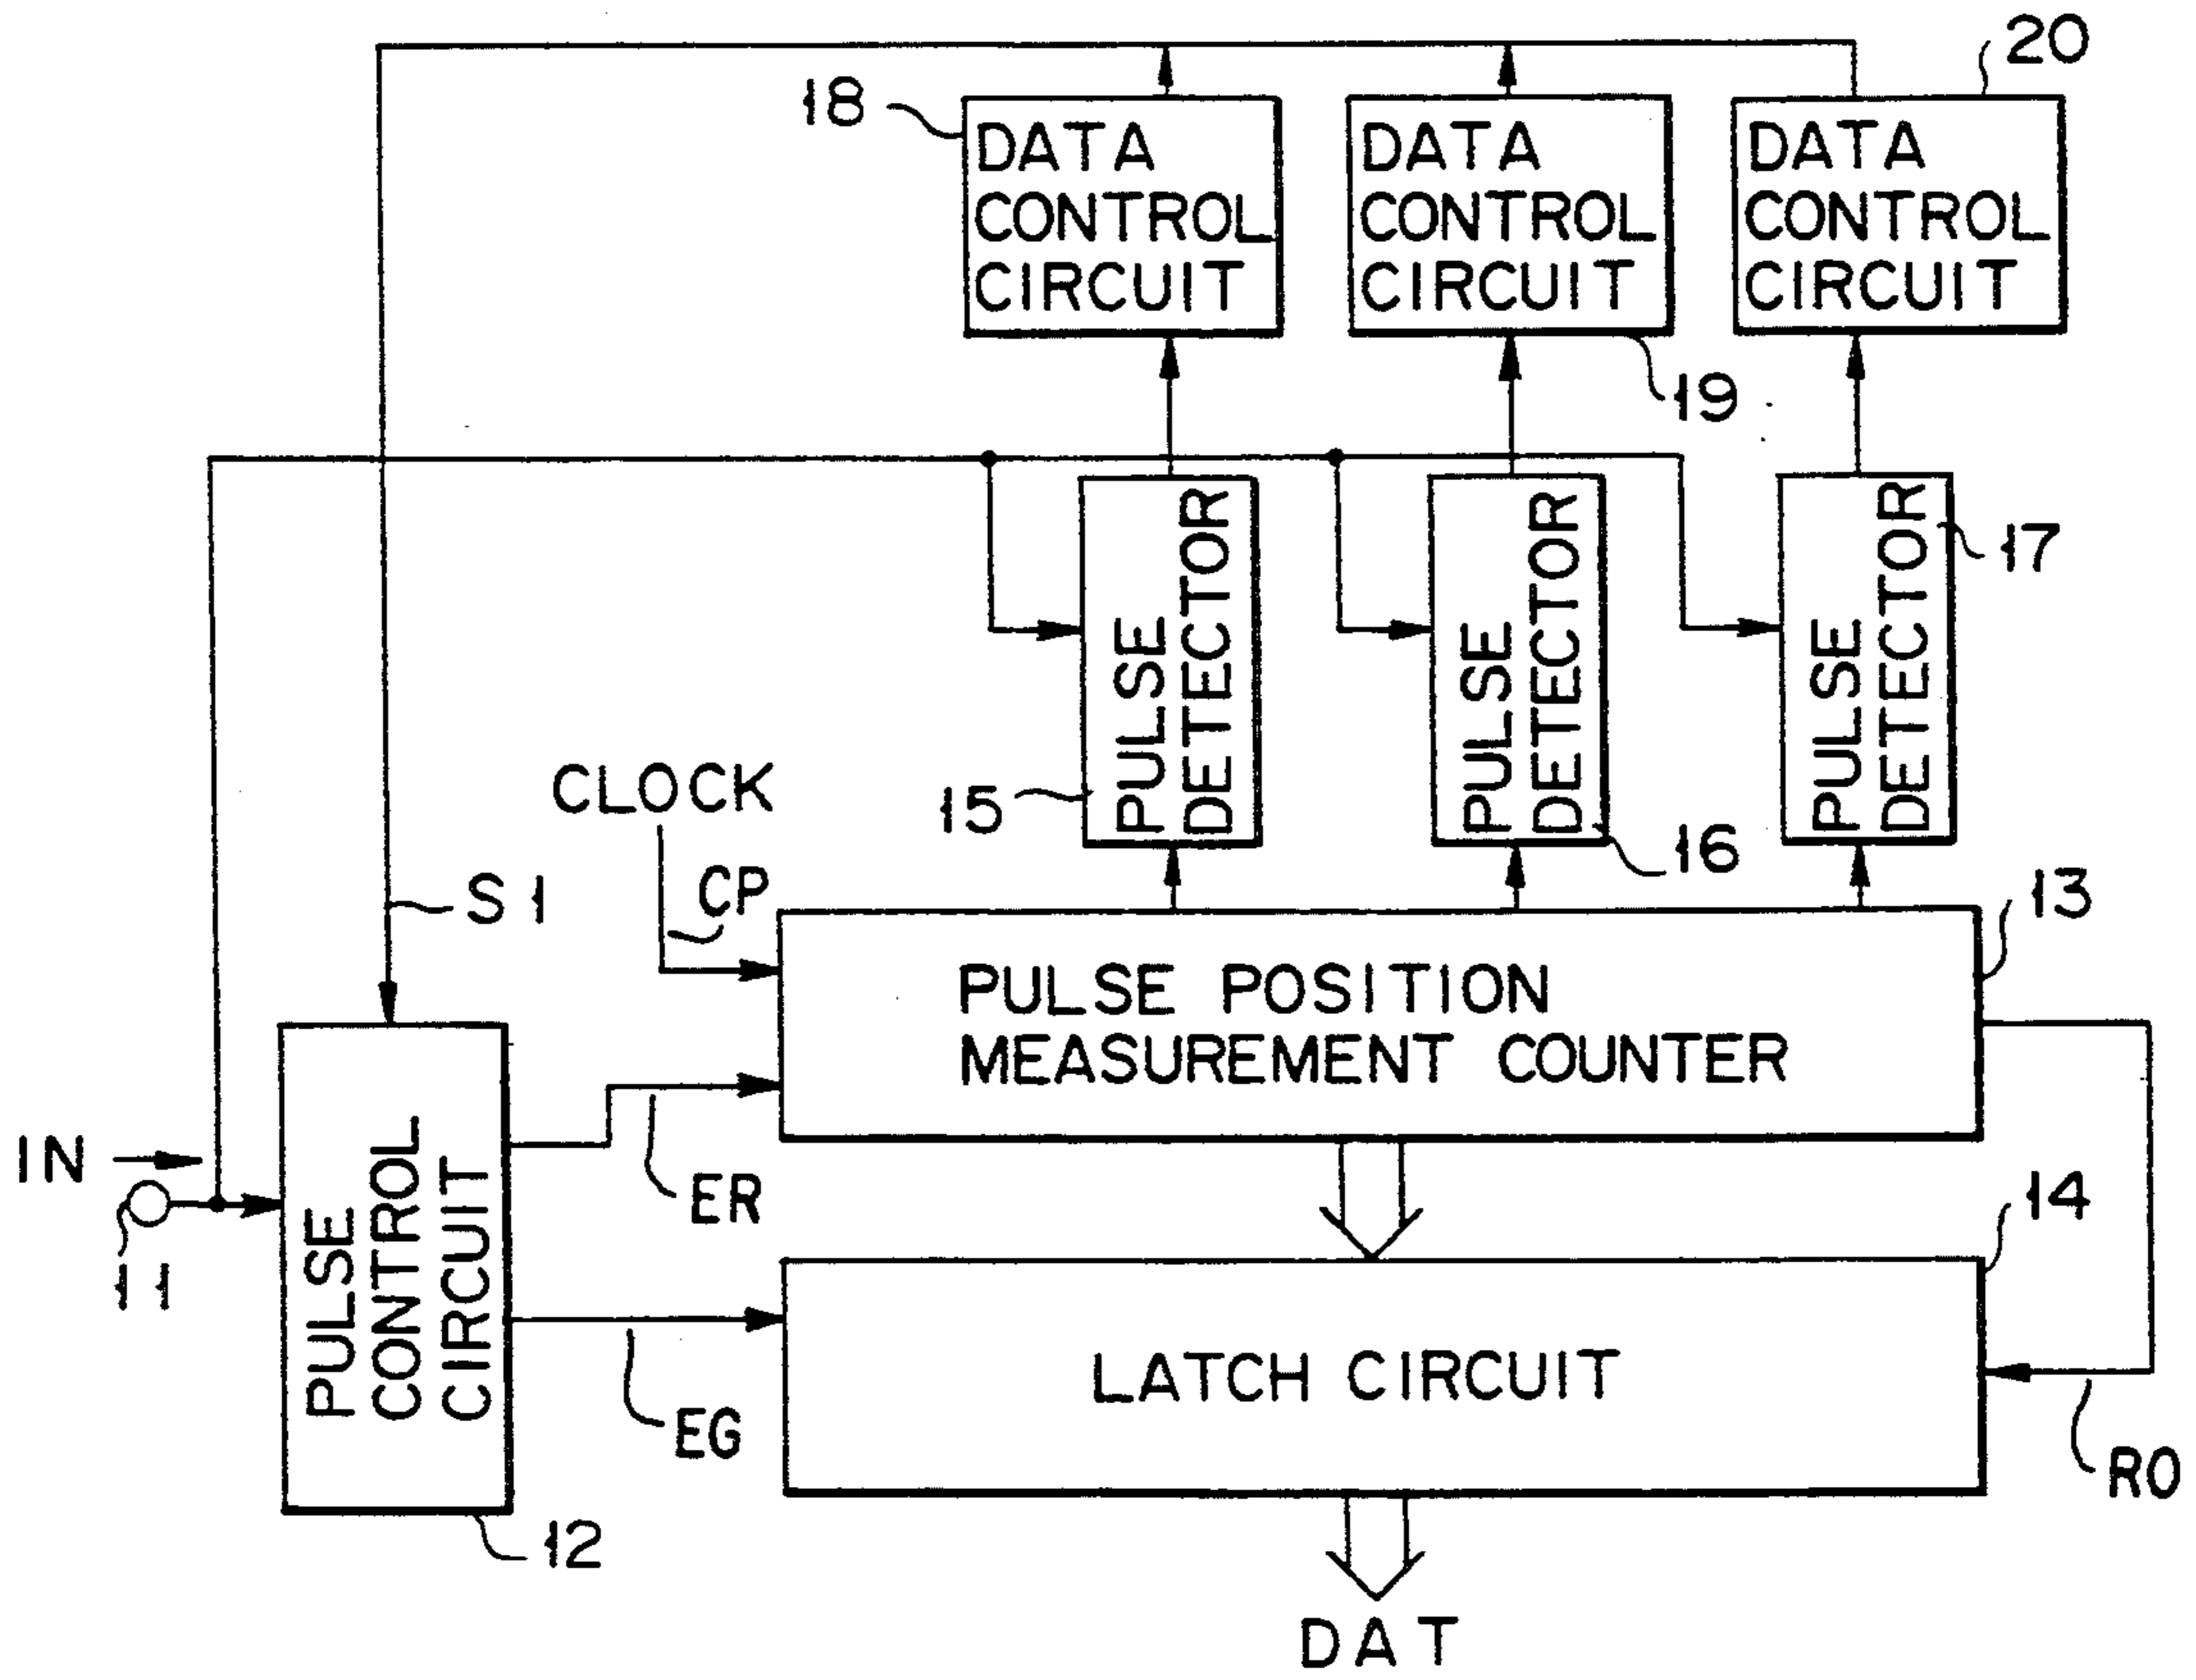 20
18
DATA
CONTROL
CIRCUIT
DATA
CONTROL
CIRCUIT
DATA
CONTROL
CIRCUIT
19
PULSE
DETECTOR
PULSE
DETECTOR
PULSE
DETECTOR
17
15
16
CLOCK
CP
S1
13
PULSE POSITION
MEASUREMENT COUNTER
IN
11
ER
PULSE
CONTROL
CIRCUIT
14
LATCH CIRCUIT
EG
RO
12
DAT